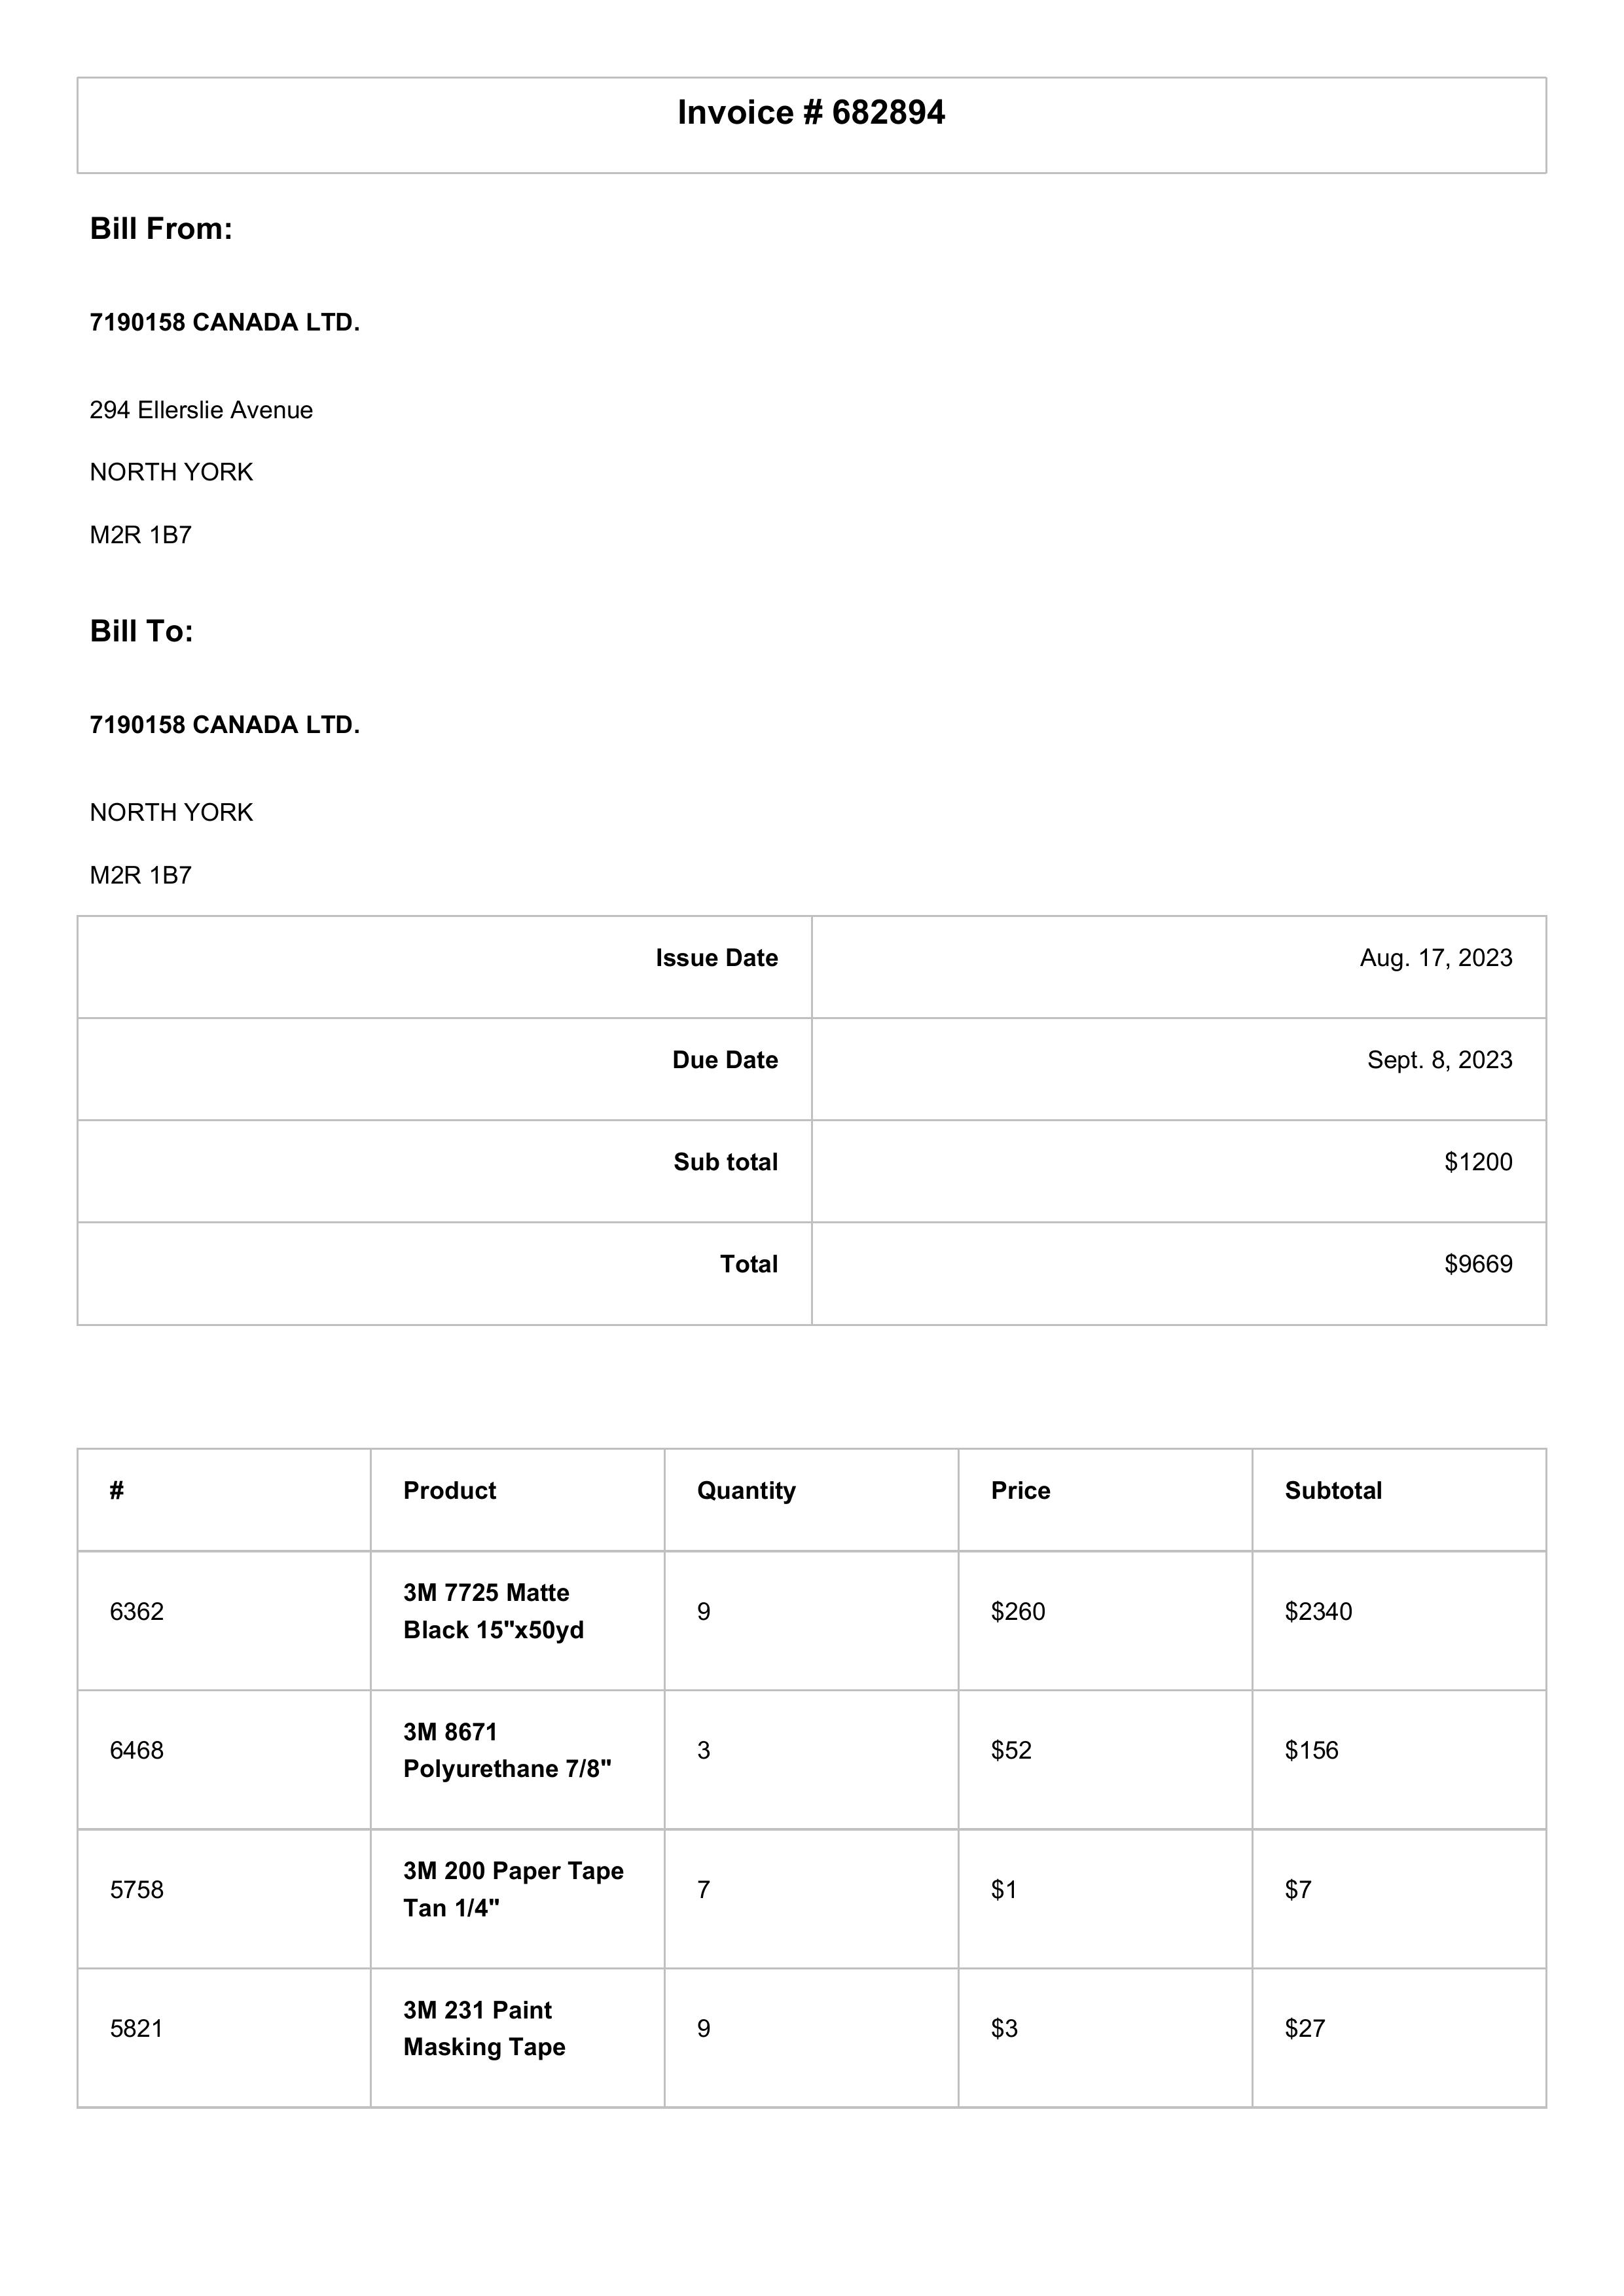 Invoice # 682894
Bill From:
7190158 CANADA LTD.
294 Ellerslie Avenue
NORTH YORK
M2R 1B7
Bill To:
7190158 CANADA LTD.
NORTH YORK
M2R 1B7
Issue Date Aug. 17, 2023
Due Date Sept. 8, 2023
Sub total $1200
Total $9669
# Product Quantity Price Subtotal
6362 3M 7725 Matte Black 15"x50yd 9 $260 $2340
6468 3M 8671 Polyurethane 7/8" 3 $52 $156
5758 3M 200 Paper Tape Tan 1/4" 7 $1 $7
5821 3M 231 Paint Masking Tape 9 $3 $27